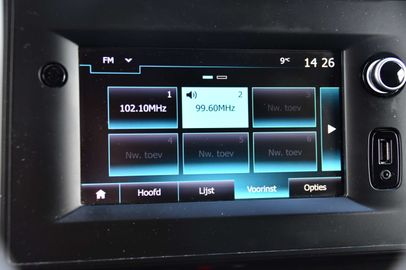 FM 9°C 14 26
1 2 3
102.10MHz 99.60MHz Nw. toev
4 5 6
Nw. toev Nw. toev Nw. toev
Hoofd Lijst Voorinst Opties